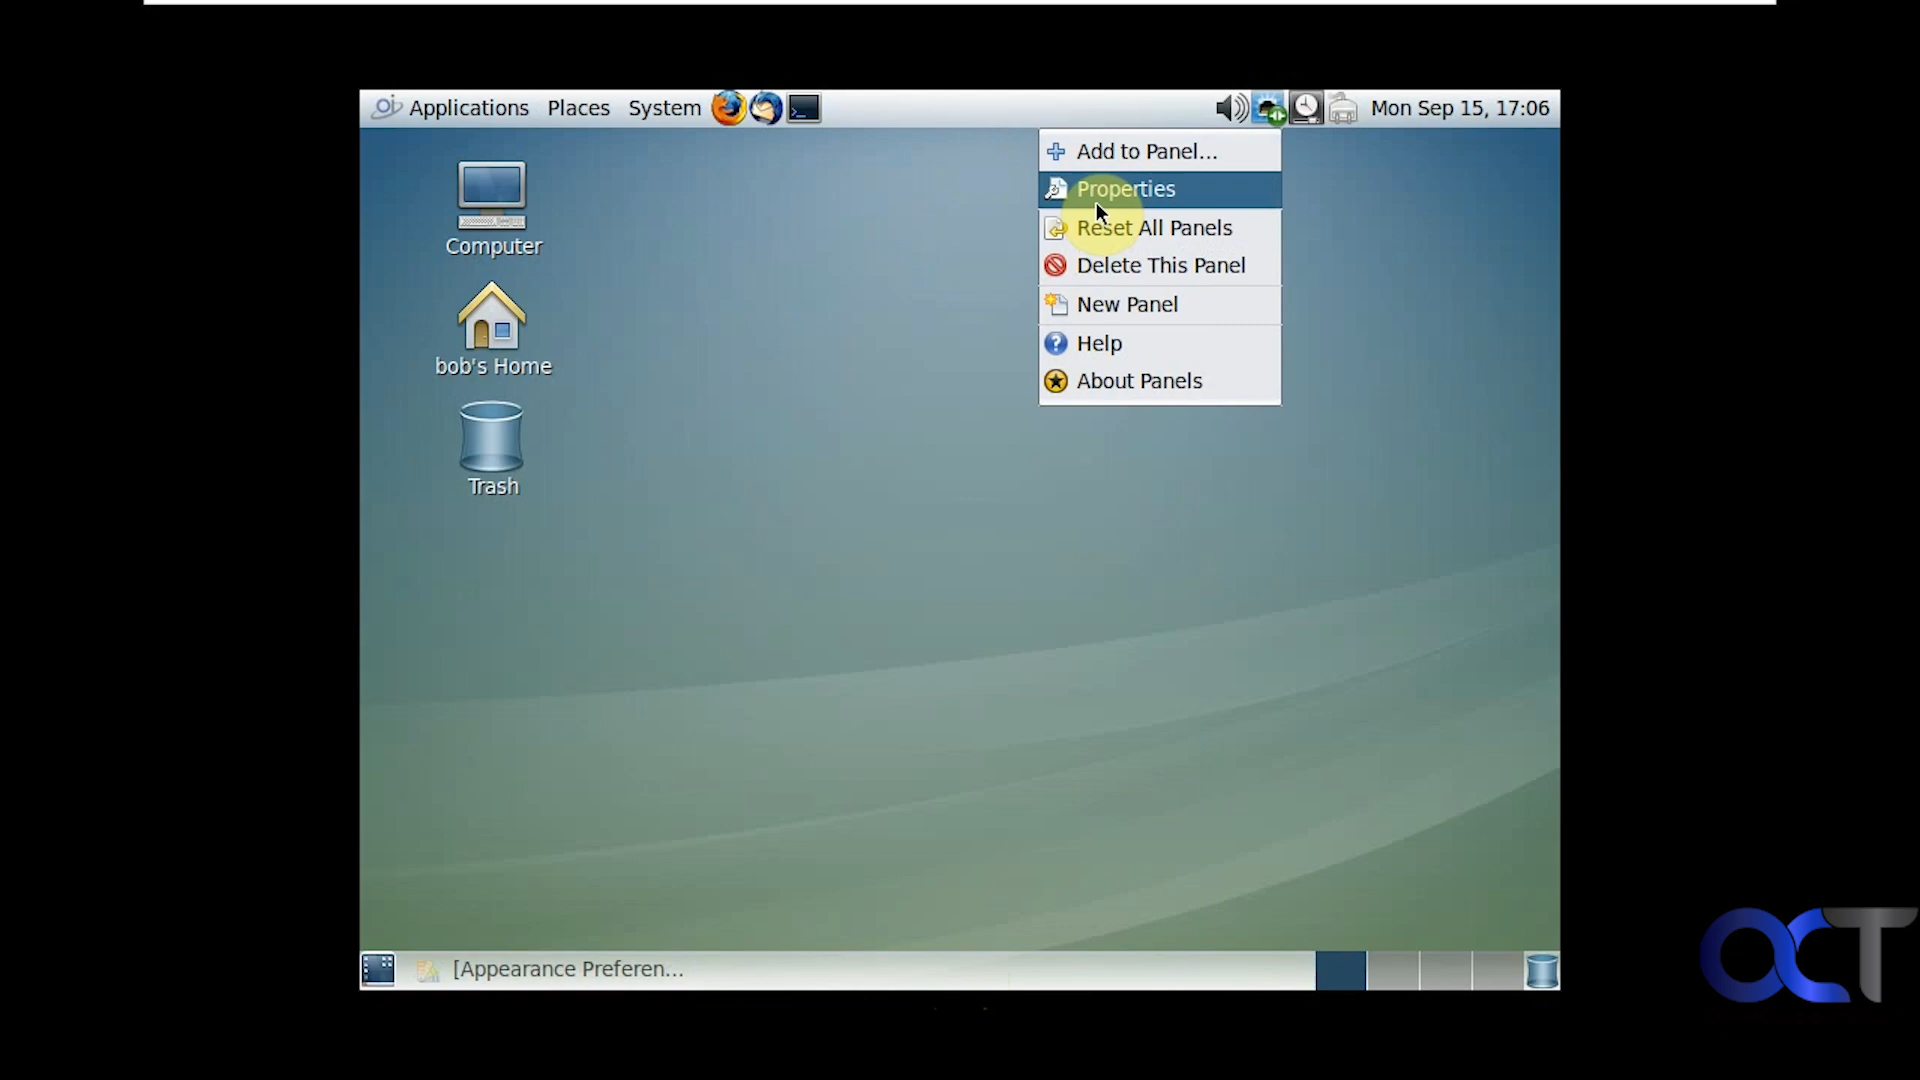 Applications Places System Mon Sep 15, 17:06
Add to Panel...
Properties
Reset All Panels
Delete This Panel
New Panel
Help
About Panels
Computer
bob's Home
Trash
[Appearance Preferen...
OCT